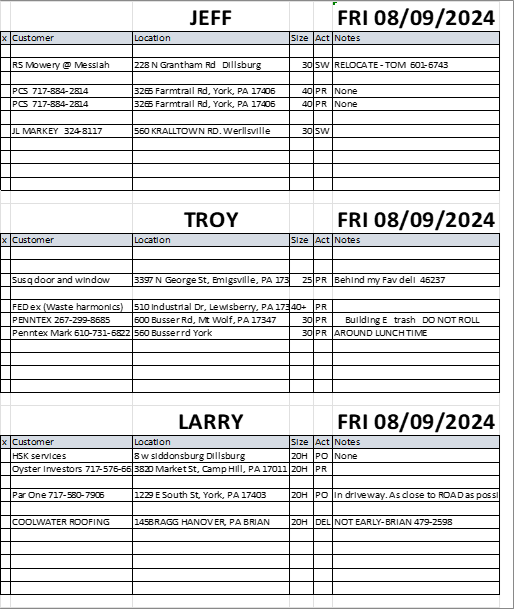 JEFF FRI 08/09/2024
x Customer Location Size Act Notes
RS Mowery @ Messiah 228 N Grantham Rd Dillsburg 30 SW RELOCATE - TOM 601-6743
PCS 717-884-2814 3265 Farmtrail Rd, York, PA 17406 40 PR None
PCS 717-884-2814 3265 Farmtrail Rd, York, PA 17406 40 PR None
JL MARKEY 324-8117 560 KRALLTOWN RD. Werllsville 30 SW
TROY FRI 08/09/2024
x Customer Location Size Act Notes
Susq door and window 3397 N George St, Emigsville, PA 173 25 PR Behind my Fav deli 46237
FED ex (Waste harmonics) 510 Industrial Dr, Lewisberry, PA 173 40+ PR
PENNTEX 267-299-8685 600 Busser Rd, Mt Wolf, PA 17347 30 PR Building E trash DO NOT ROLL
Penntex Mark 610-731-6822 560 Busser rd York 30 PR AROUND LUNCH TIME
LARRY FRI 08/09/2024
x Customer Location Size Act Notes
HSK services 8 w siddonsburg Dillsburg 20H PO None
Oyster Investors 717-576-66 3820 Market St, Camp Hill, PA 17011 20H PR
Par One 717-580-7906 1229 E South St, York, PA 17403 20H PO In driveway. As close to ROAD as possi
COOLWATER ROOFING 145BRAGG HANOVER, PA BRIAN 20H DEL NOT EARLY-BRIAN 479-2598